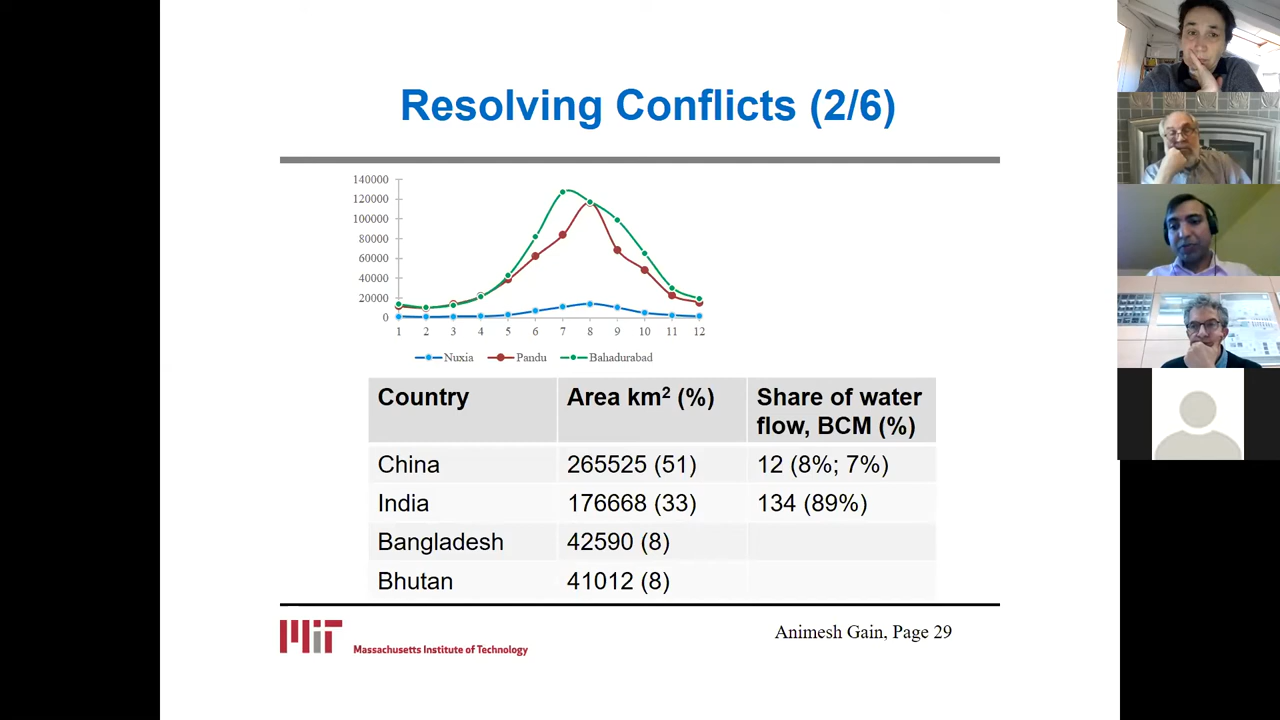 Resolving Conflicts (2/6)
140000
120000
100000
80000
60000
40000
20000
0
1 2 3 4 5 6 7 8 9 10 11 12
Nuxia Pandu Bahadurabad
Country Area km² (%) Share of water flow, BCM (%)
China 265525 (51) 12 (8%; 7%)
India 176668 (33) 134 (89%)
Bangladesh 42590 (8)
Bhutan 41012 (8)
MIT Massachusetts Institute of Technology
Animesh Gain, Page 29